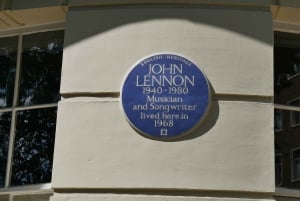 ENGLISH HERITAGE
JOHN
LENNON
1940-1980
Musician
and Songwriter
lived here in
1968